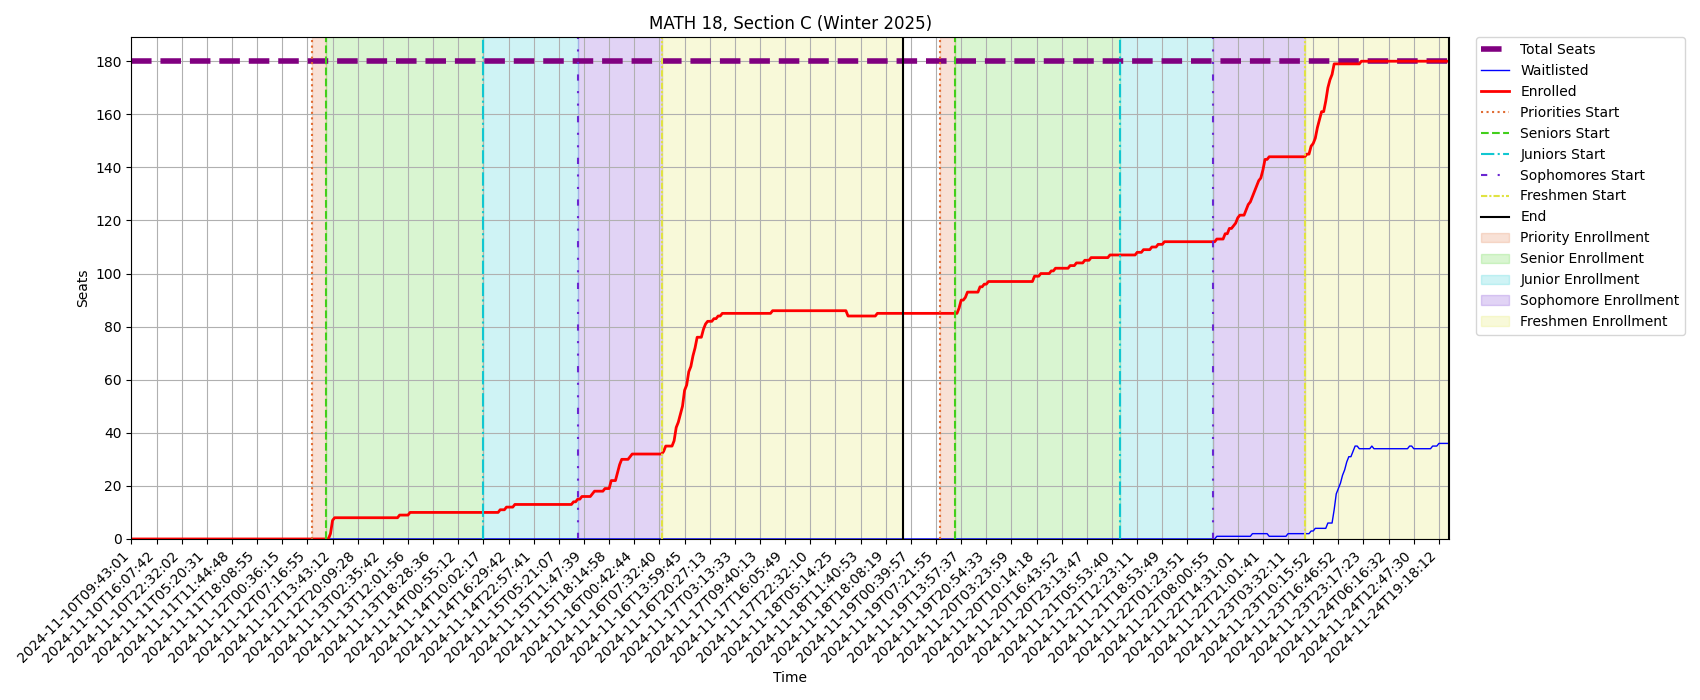 MATH 18, Section C (Winter 2025)
180
160
140
120
100
80
60
40
20
0
Seats
2024-11-10T09:43:01
2024-11-10T16:07:42
2024-11-10T22:32:02
2024-11-11T05:20:31
2024-11-11T11:44:48
2024-11-11T18:08:55
2024-11-12T00:36:15
2024-11-12T07:16:55
2024-11-12T13:43:12
2024-11-12T20:09:28
2024-11-13T02:35:42
2024-11-13T12:01:56
2024-11-13T18:28:36
2024-11-14T00:55:12
2024-11-14T10:02:17
2024-11-14T16:29:42
2024-11-14T22:57:41
2024-11-15T05:21:07
2024-11-15T11:47:39
2024-11-15T18:14:58
2024-11-16T00:42:44
2024-11-16T07:32:40
2024-11-16T13:59:45
2024-11-16T20:27:13
2024-11-17T03:13:33
2024-11-17T09:40:13
2024-11-17T16:05:49
2024-11-17T22:32:10
2024-11-18T05:14:25
2024-11-18T11:40:53
2024-11-18T18:08:19
2024-11-19T00:39:57
2024-11-19T07:21:55
2024-11-19T13:57:37
2024-11-19T20:54:33
2024-11-20T03:23:59
2024-11-20T10:14:18
2024-11-20T16:43:52
2024-11-20T23:13:47
2024-11-21T05:53:40
2024-11-21T12:23:11
2024-11-21T18:53:49
2024-11-22T01:23:51
2024-11-22T08:00:55
2024-11-22T14:31:01
2024-11-22T21:01:41
2024-11-23T03:32:11
2024-11-23T10:15:52
2024-11-23T16:46:52
2024-11-23T23:17:23
2024-11-24T06:16:32
2024-11-24T12:47:30
2024-11-24T19:18:12
Time
Total Seats
Waitlisted
Enrolled
Priorities Start
Seniors Start
Juniors Start
Sophomores Start
Freshmen Start
End
Priority Enrollment
Senior Enrollment
Junior Enrollment
Sophomore Enrollment
Freshmen Enrollment